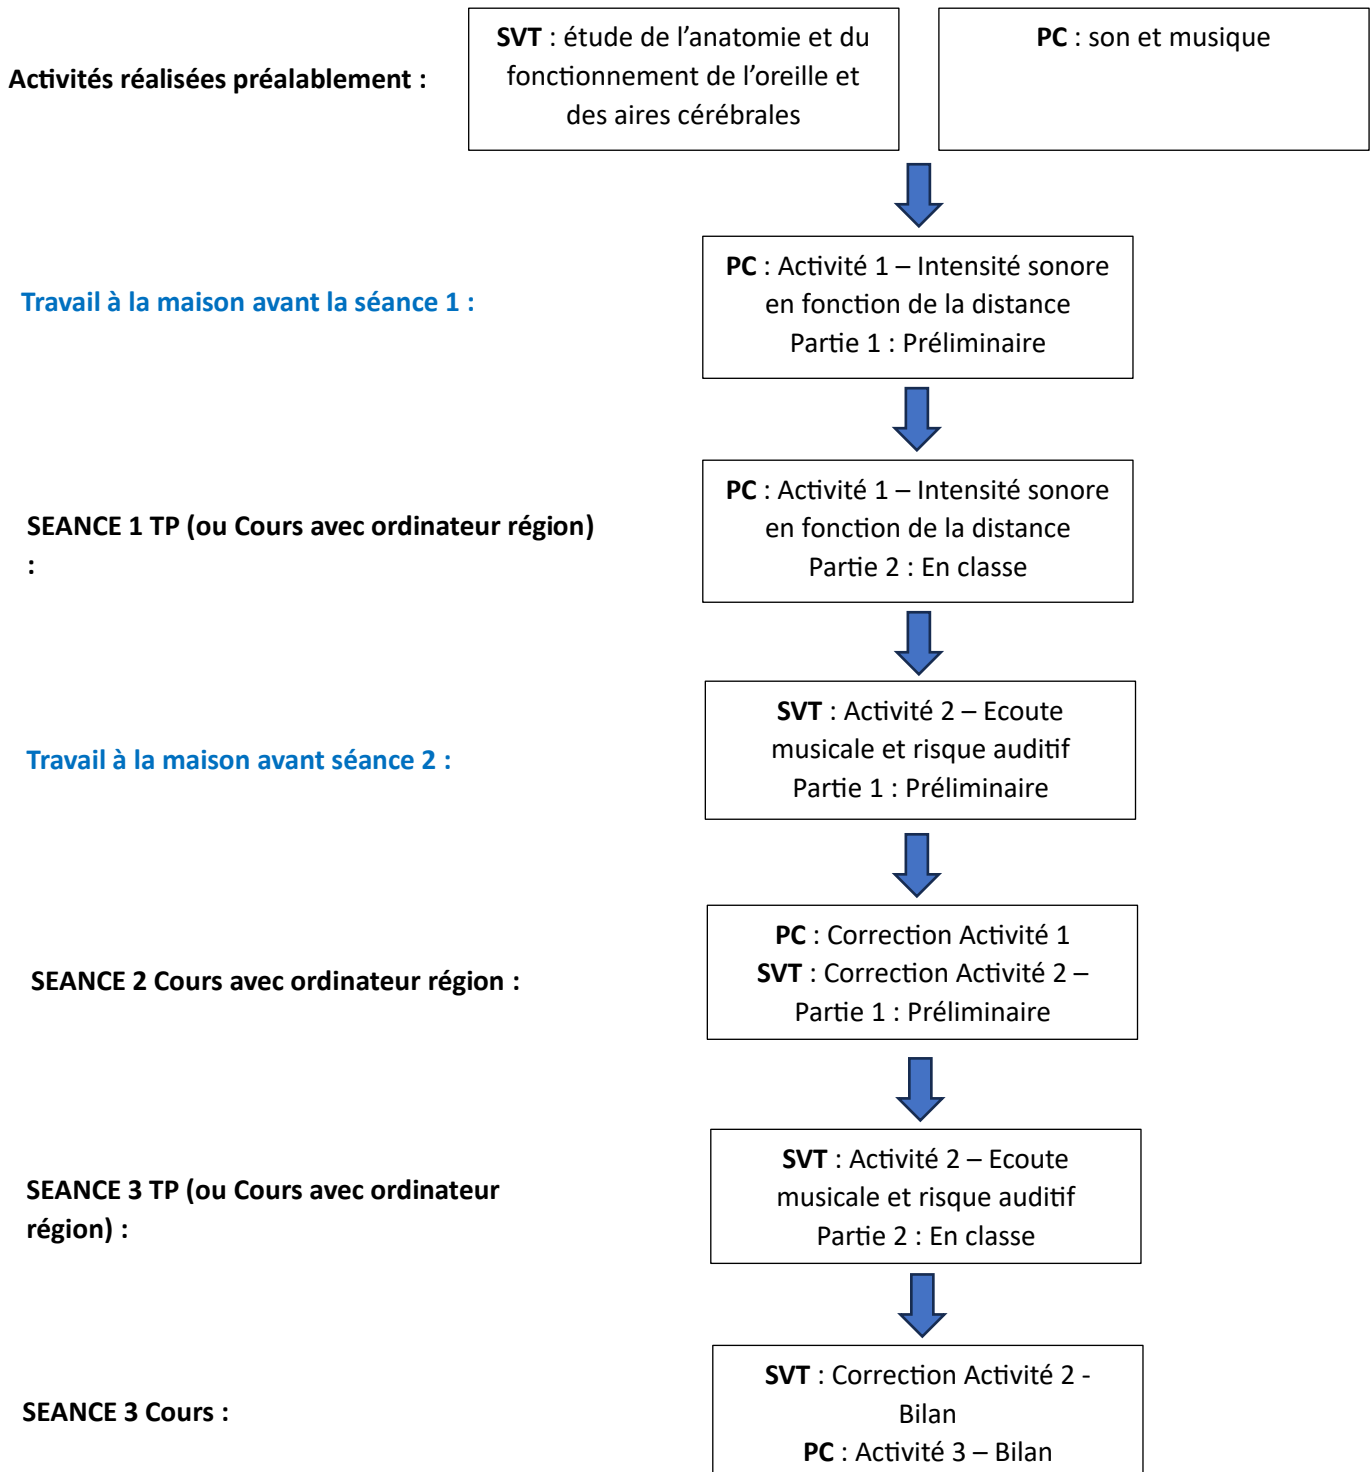 Activités réalisées préalablement :
SVT : étude de l’anatomie et du
fonctionnement de l’oreille et
des aires cérébrales
PC : son et musique
Travail à la maison avant la séance 1 :
PC : Activité 1 – Intensité sonore
en fonction de la distance
Partie 1 : Préliminaire
SEANCE 1 TP (ou Cours avec ordinateur région)
:
PC : Activité 1 – Intensité sonore
en fonction de la distance
Partie 2 : En classe
Travail à la maison avant séance 2 :
SVT : Activité 2 – Ecoute
musicale et risque auditif
Partie 1 : Préliminaire
SEANCE 2 Cours avec ordinateur région :
PC : Correction Activité 1
SVT : Correction Activité 2 –
Partie 1 : Préliminaire
SEANCE 3 TP (ou Cours avec ordinateur
région) :
SVT : Activité 2 – Ecoute
musicale et risque auditif
Partie 2 : En classe
SEANCE 3 Cours :
SVT : Correction Activité 2 -
Bilan
PC : Activité 3 – Bilan